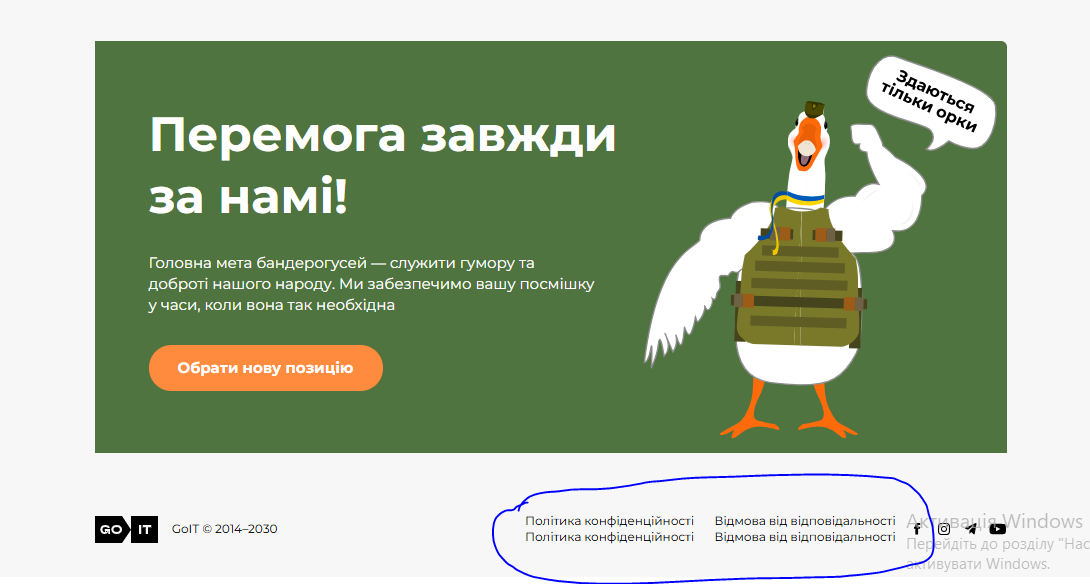 Здаються
тільки орки
Перемога завжди
за намі!
Головна мета бандерогусей — служити гумору та
доброті нашого народу. Ми забезпечимо вашу посмішку
у часи, коли вона так необхідна
Обрати нову позицію
GO IT
GoIT © 2014–2030
Політика конфіденційності
Політика конфіденційності
Відмова від відповідальності
Відмова від відповідальності
Активація Windows
Перейдіть до розділу "Нас
активувати Windows.